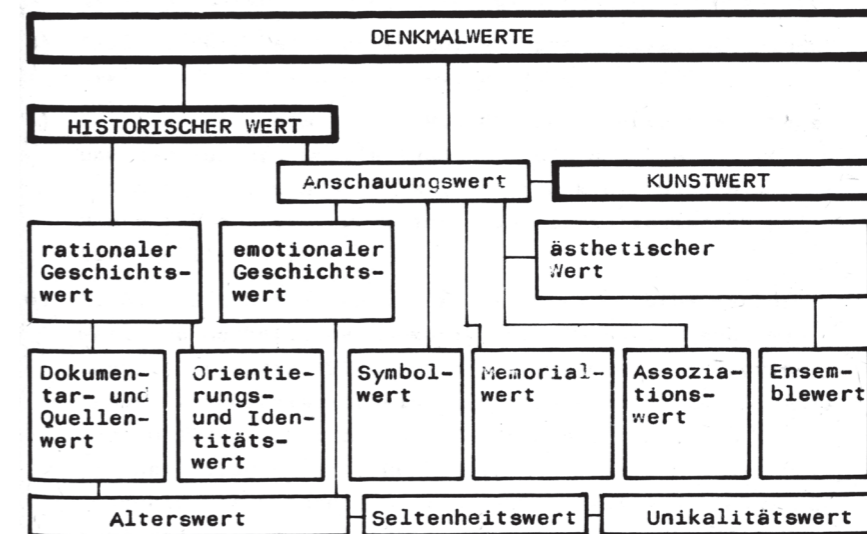 DENKMALWERTE
HISTORISCHER WERT
Anschauungswert
KUNSTWERT
rationaler
Geschichts-
wert
emotionaler
Geschichts-
wert
ästhetischer
Wert
Dokumen-
tar- und
Quellen-
wert
Orientie-
rungs-
und Iden-
titäts-
wert
Symbol-
wert
Memorial-
wert
Assozia-
tions-
wert
Ensem-
blewert
Alterswert
Seltenheitswert
Unikalitätswert